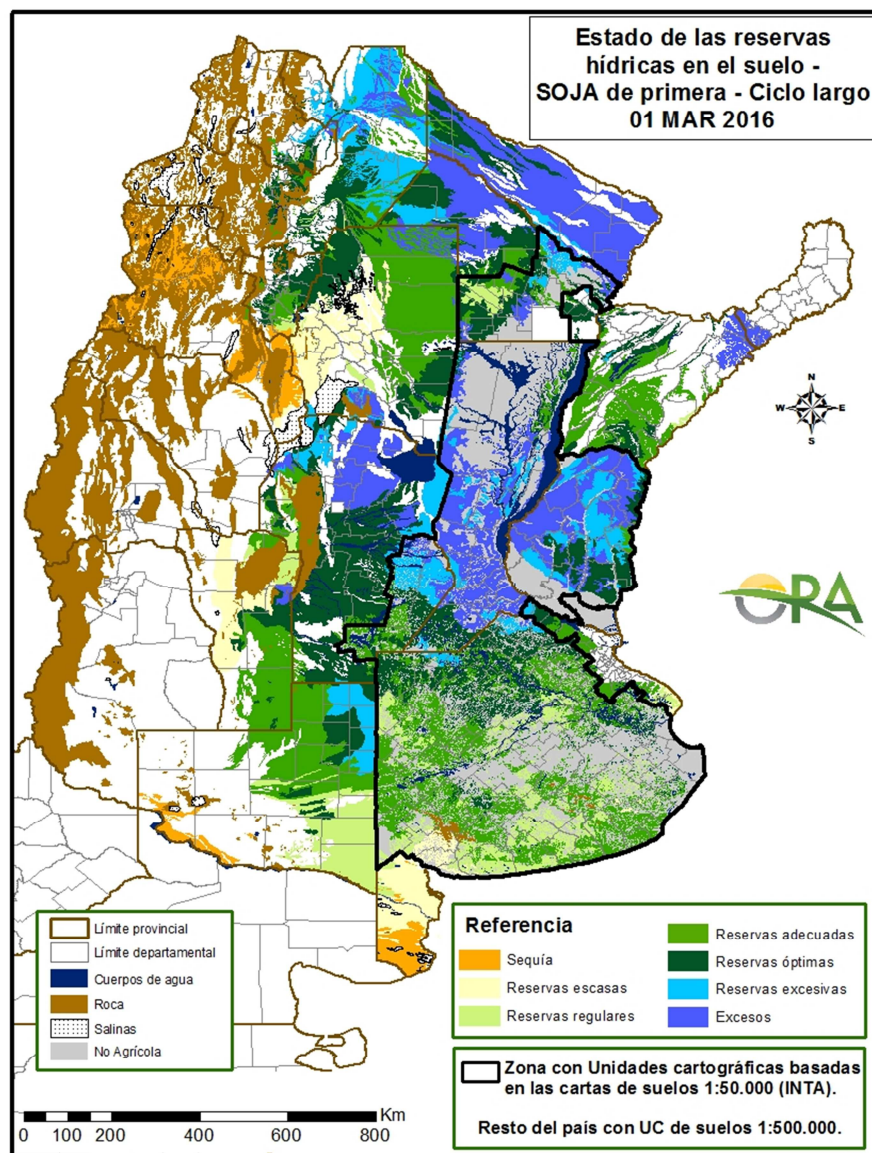 Estado de las reservas
hídricas en el suelo -
SOJA de primera - Ciclo largo
01 MAR 2016
N
W
E
S
ORA
Límite provincial
Límite departamental
Cuerpos de agua
Roca
Salinas
No Agrícola
Referencia
Sequía
Reservas escasas
Reservas regulares
Reservas adecuadas
Reservas óptimas
Reservas excesivas
Excesos
Zona con Unidades cartográficas basadas
en las cartas de suelos 1:50.000 (INTA).
Resto del país con UC de suelos 1:500.000.
Km
0 100 200 400 600 800